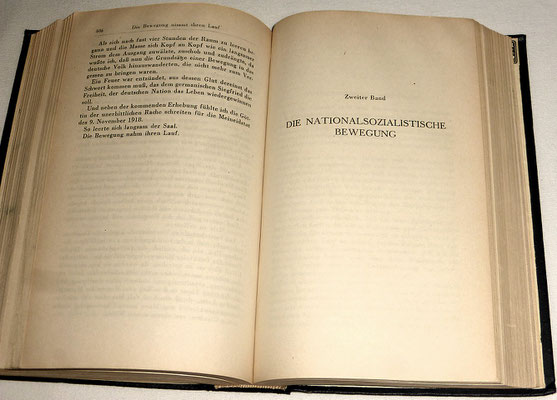 406
Die Bewegung nimmt ihren Lauf
Als sich nach fast vier Stunden der Raum zu leeren be-
gann und die Masse sich Kopf an Kopf wie ein langsamer
Strom dem Ausgang zuwälzte, zuschob und zudrängte, da
wußte ich, daß nun die Grundsätze einer Bewegung in das
deutsche Volk hinauswanderten, die nicht mehr zum Ver-
gessen zu bringen waren.
Ein Feuer war entzündet, aus dessen Glut dereinst das
Schwert kommen muß, das dem germanischen Siegfried die
Freiheit, der deutschen Nation das Leben wiedergewinnen
soll.
Und neben der kommenden Erhebung fühlte ich die Göt-
tin der unerbittlichen Rache schreiten für die Meineidstat
des 9. November 1918.
So leerte sich langsam der Saal.
Die Bewegung nahm ihren Lauf.
Zweiter Band
DIE NATIONALSOZIALISTISCHE
BEWEGUNG